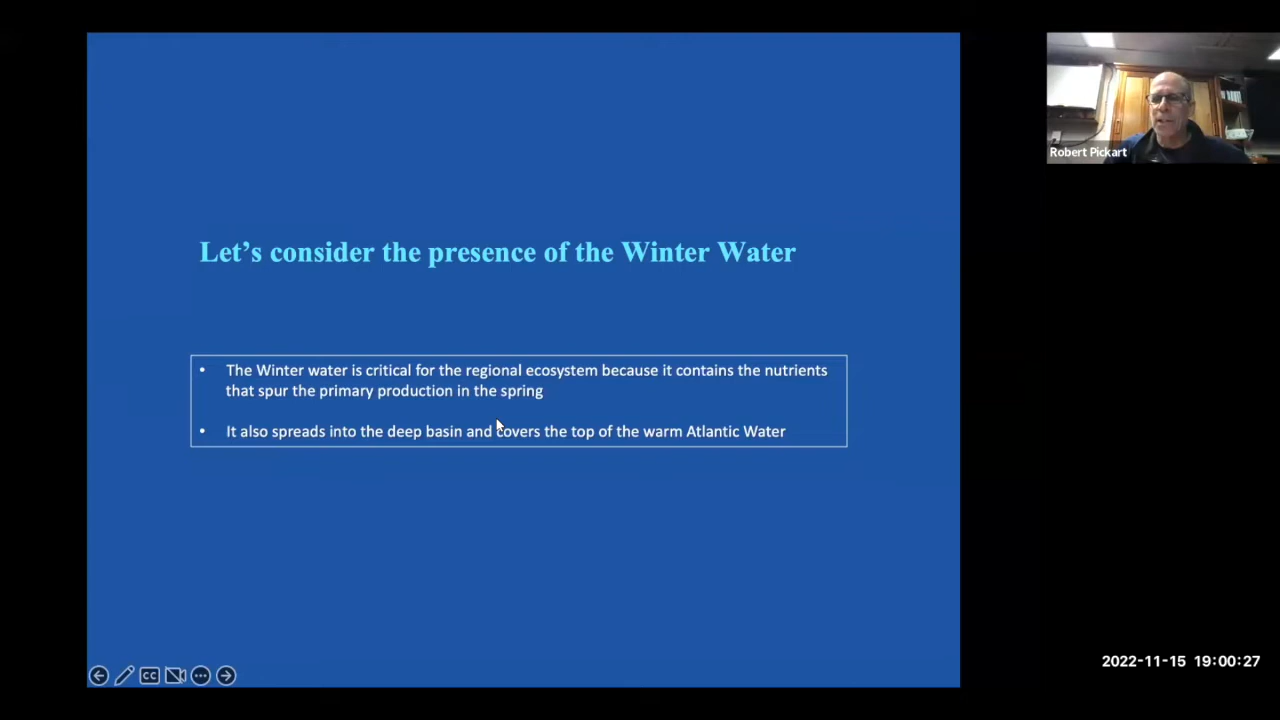 Let's consider the presence of the Winter Water
• The Winter water is critical for the regional ecosystem because it contains the nutrients
that spur the primary production in the spring
• It also spreads into the deep basin and covers the top of the warm Atlantic Water
Robert Pickart
CC
2022-11-15 19:00:27